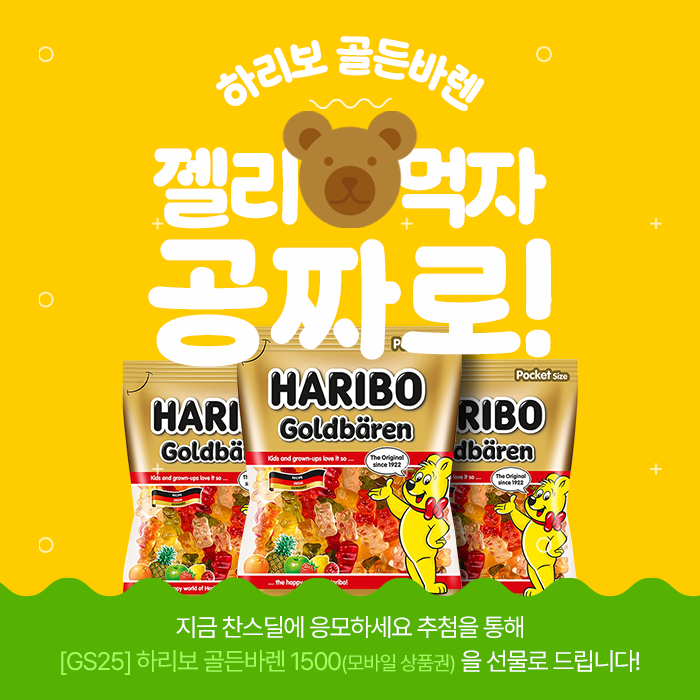 하리보 골든바렌
젤리 먹자
공짜로!
Pocket Size
HARIBO
Goldbären
Kids and grown-ups love it so ...
The Original
since 1922
RECIPE
FROM
GERMANY
... the happy world of Haribo!
지금 찬스딜에 응모하세요 추첨을 통해
[GS25] 하리보 골든바렌 1500(모바일 상품권) 을 선물로 드립니다!